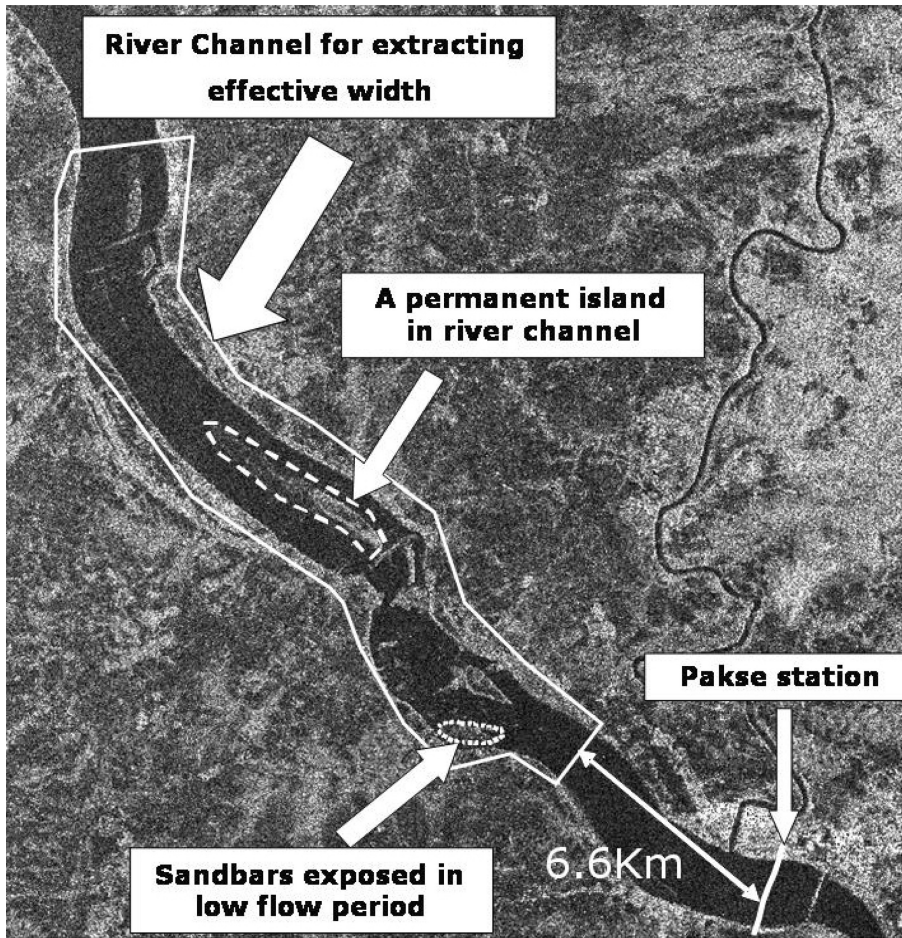 River Channel for extracting
effective width
A permanent island
in river channel
Pakse station
6.6Km
Sandbars exposed in
low flow period